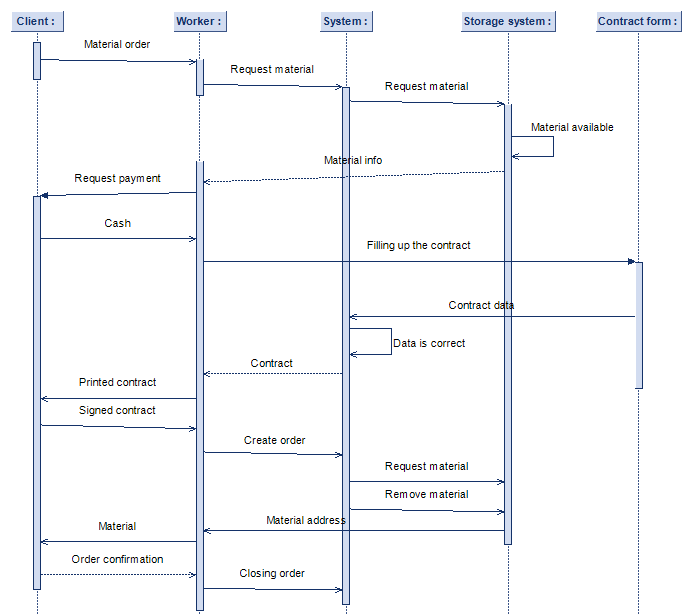 Client :
Worker :
System :
Storage system :
Contract form :
Material order
Request material
Request material
Material available
Material info
Request payment
Cash
Filling up the contract
Contract data
Data is correct
Contract
Printed contract
Signed contract
Create order
Request material
Remove material
Material address
Material
Order confirmation
Closing order